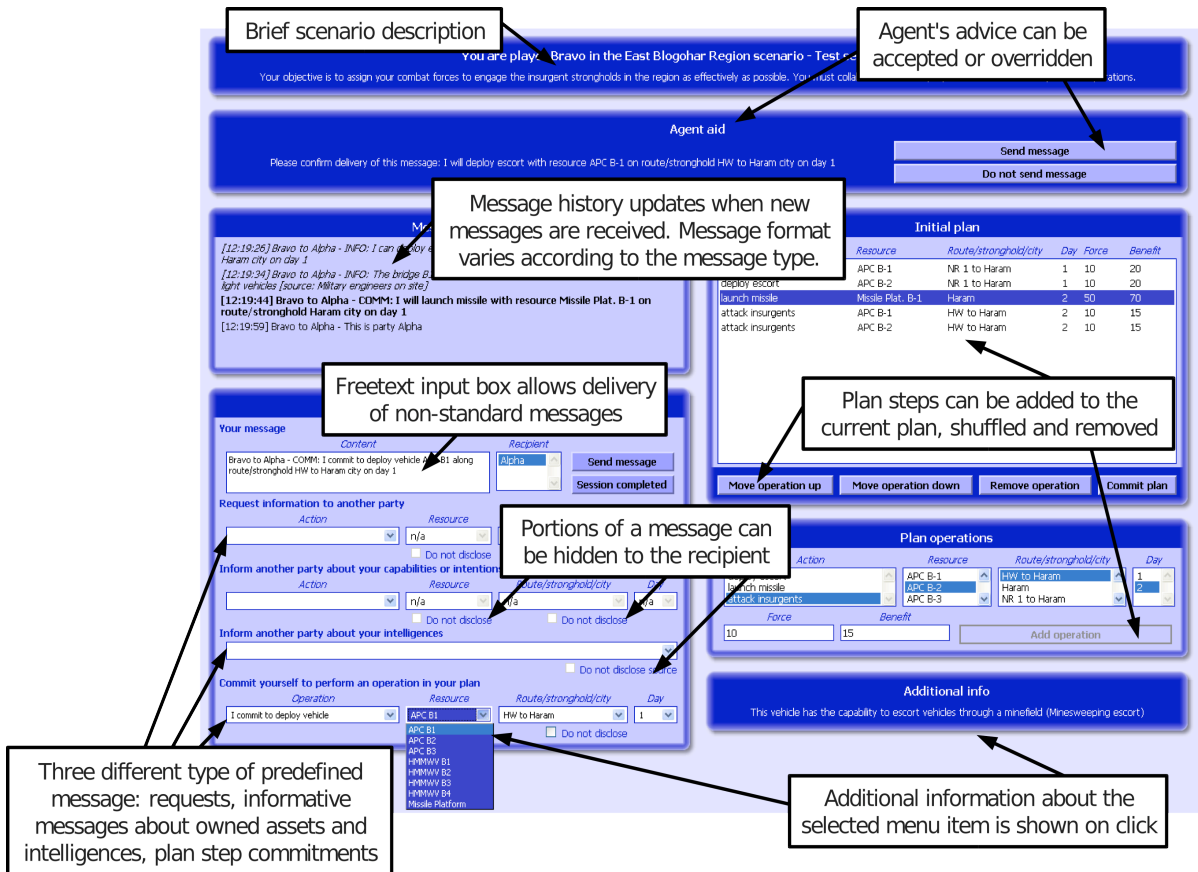 Brief scenario description
Agent's advice can be
accepted or overridden
You are play Bravo in the East Blogohar Region scenario - Test se
Your objective is to assign your combat forces to engage the insurgent strongholds in the region as effectively as possible. You must colla
Agent aid
Please confirm delivery of this message: I will deploy escort with resource APC B-1 on route/stronghold HW to Haram city on day 1
Send message
Do not send message
Message history updates when new
messages are received. Message format
varies according to the message type.
[12:19:26] Bravo to Alpha - INFO: I can deploy
Haram city on day 1
[12:19:34] Bravo to Alpha - INFO: The bridge B
light vehicles [source: Military engineers on site]
[12:19:44] Bravo to Alpha - COMM: I will launch missile with resource Missile Plat. B-1 on
route/stronghold Haram city on day 1
[12:19:59] Bravo to Alpha - This is party Alpha
Initial plan
Resource Route/stronghold/city Day Force Benefit
APC B-1 NR 1 to Haram 1 10 20
deploy escort APC B-2 NR 1 to Haram 1 10 20
launch missile Missile Plat. B-1 Haram 2 50 70
attack insurgents APC B-1 HW to Haram 2 10 15
attack insurgents APC B-2 HW to Haram 2 10 15
Plan steps can be added to the
current plan, shuffled and removed
Move operation up Move operation down Remove operation Commit plan
Freetext input box allows delivery
of non-standard messages
Your message
Content Recipient
Bravo to Alpha - COMM: I commit to deploy vehicle AP B1 along
route/stronghold HW to Haram city on day 1
Alpha
Send message
Session completed
Request information to another party
Action Resource
n/a
Do not disclose
Portions of a message can
be hidden to the recipient
Inform another party about your capabilities or intentions
Action Resource Route/stronghold/city Day
n/a n/a n/a
Do not disclose Do not disclose
Inform another party about your intelligences
Do not disclose source
Commit yourself to perform an operation in your plan
Operation Resource Route/stronghold/city Day
I commit to deploy vehicle APC B1 HW to Haram 1
Do not disclose
APC B1
APC B2
APC B3
HMMWV B1
HMMWV B2
HMMWV B3
HMMWV B4
Missile Platform
Plan operations
Action Resource Route/stronghold/city Day
launch missile
attack insurgents
APC B-1
APC B-2
APC B-3
HW to Haram
Haram
NR 1 to Haram
1
2
Force Benefit
10 15 Add operation
Additional info
This vehicle has the capability to escort vehicles through a minefield (Minesweeping escort)
Three different type of predefined
message: requests, informative
messages about owned assets and
intelligences, plan step commitments
Additional information about the
selected menu item is shown on click